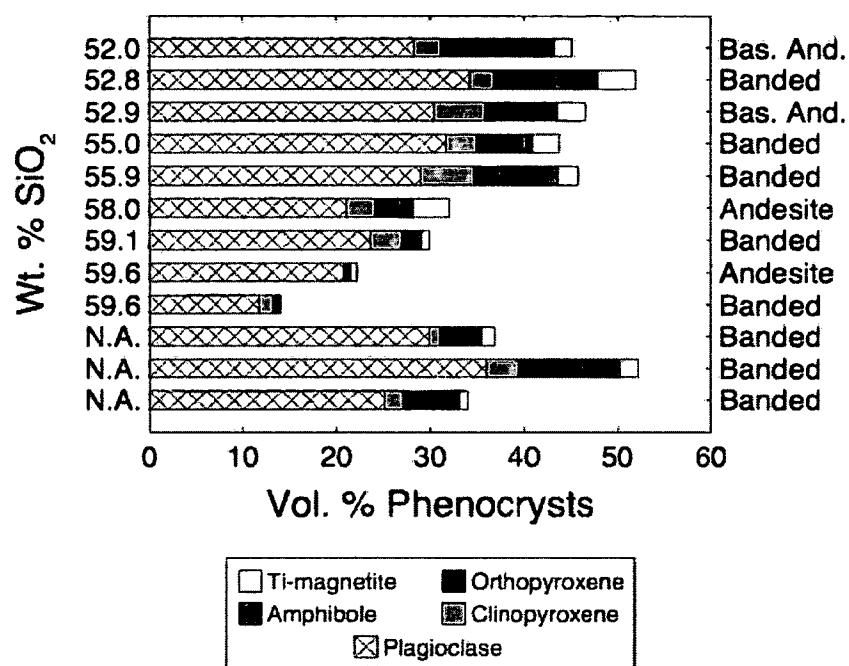 52.0 Bas. And.
52.8 Banded
52.9 Bas. And.
55.0 Banded
55.9 Banded
58.0 Andesite
59.1 Banded
59.6 Andesite
59.6 Banded
N.A. Banded
N.A. Banded
N.A. Banded
Wt. % SiO2
0 10 20 30 40 50 60
Vol. % Phenocrysts
Ti-magnetite Orthopyroxene
Amphibole Clinopyroxene
Plagioclase